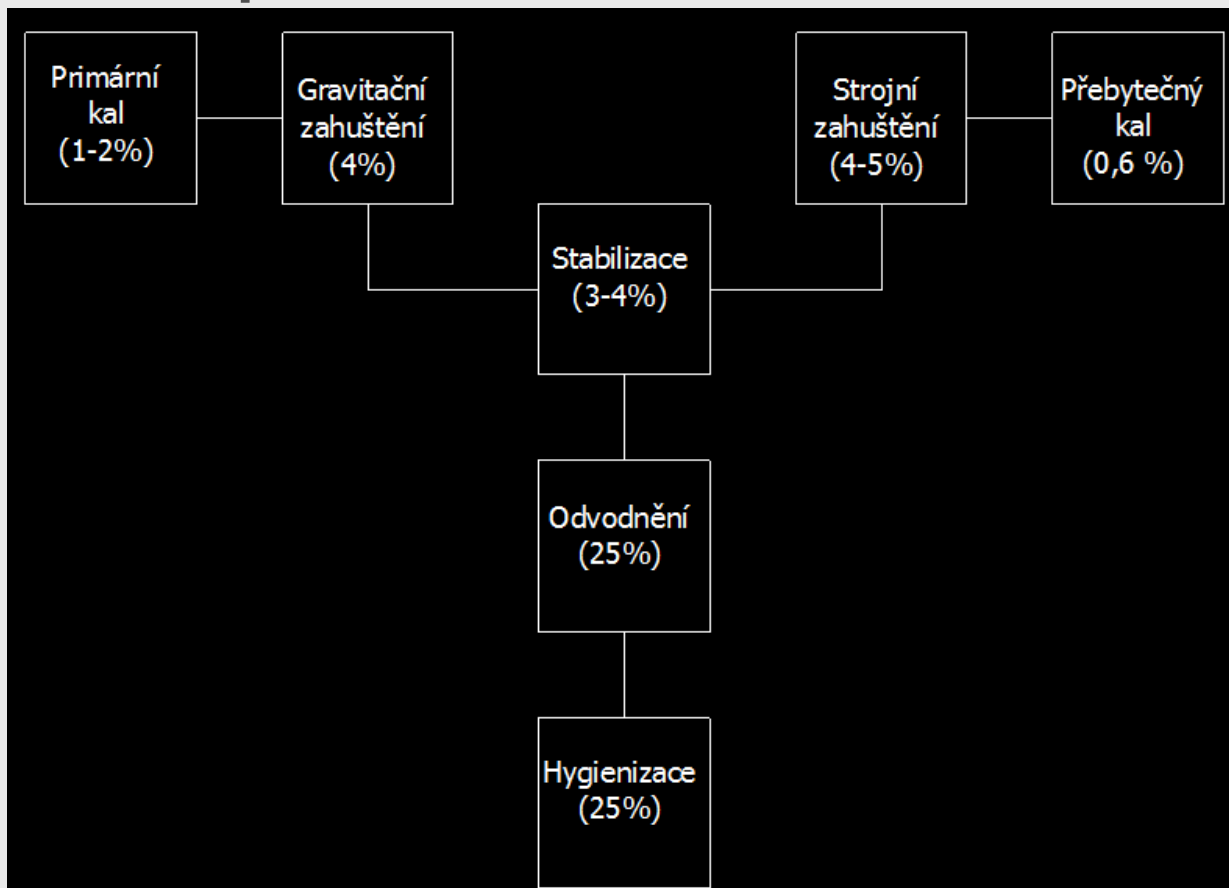 Primární
kal
(1-2%)
Gravitační
zahuštění
(4%)
Strojní
zahuštění
(4-5%)
Přebytečný
kal
(0,6 %)
Stabilizace
(3-4%)
Odvodnění
(25%)
Hygienizace
(25%)